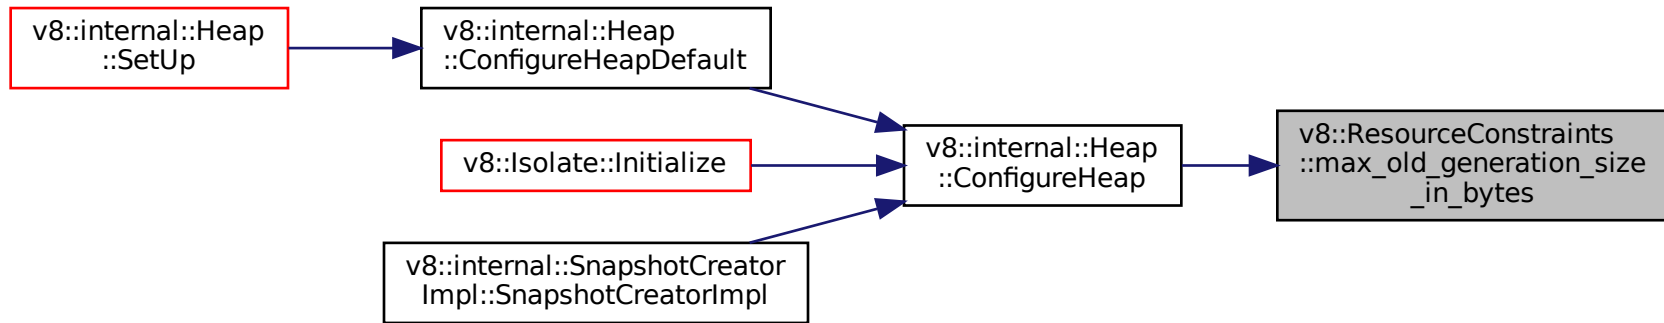 v8::internal::Heap
::SetUp
v8::internal::Heap
::ConfigureHeapDefault
v8::Isolate::Initialize
v8::internal::SnapshotCreator
Impl::SnapshotCreatorImpl
v8::internal::Heap
::ConfigureHeap
v8::ResourceConstraints
::max_old_generation_size
_in_bytes